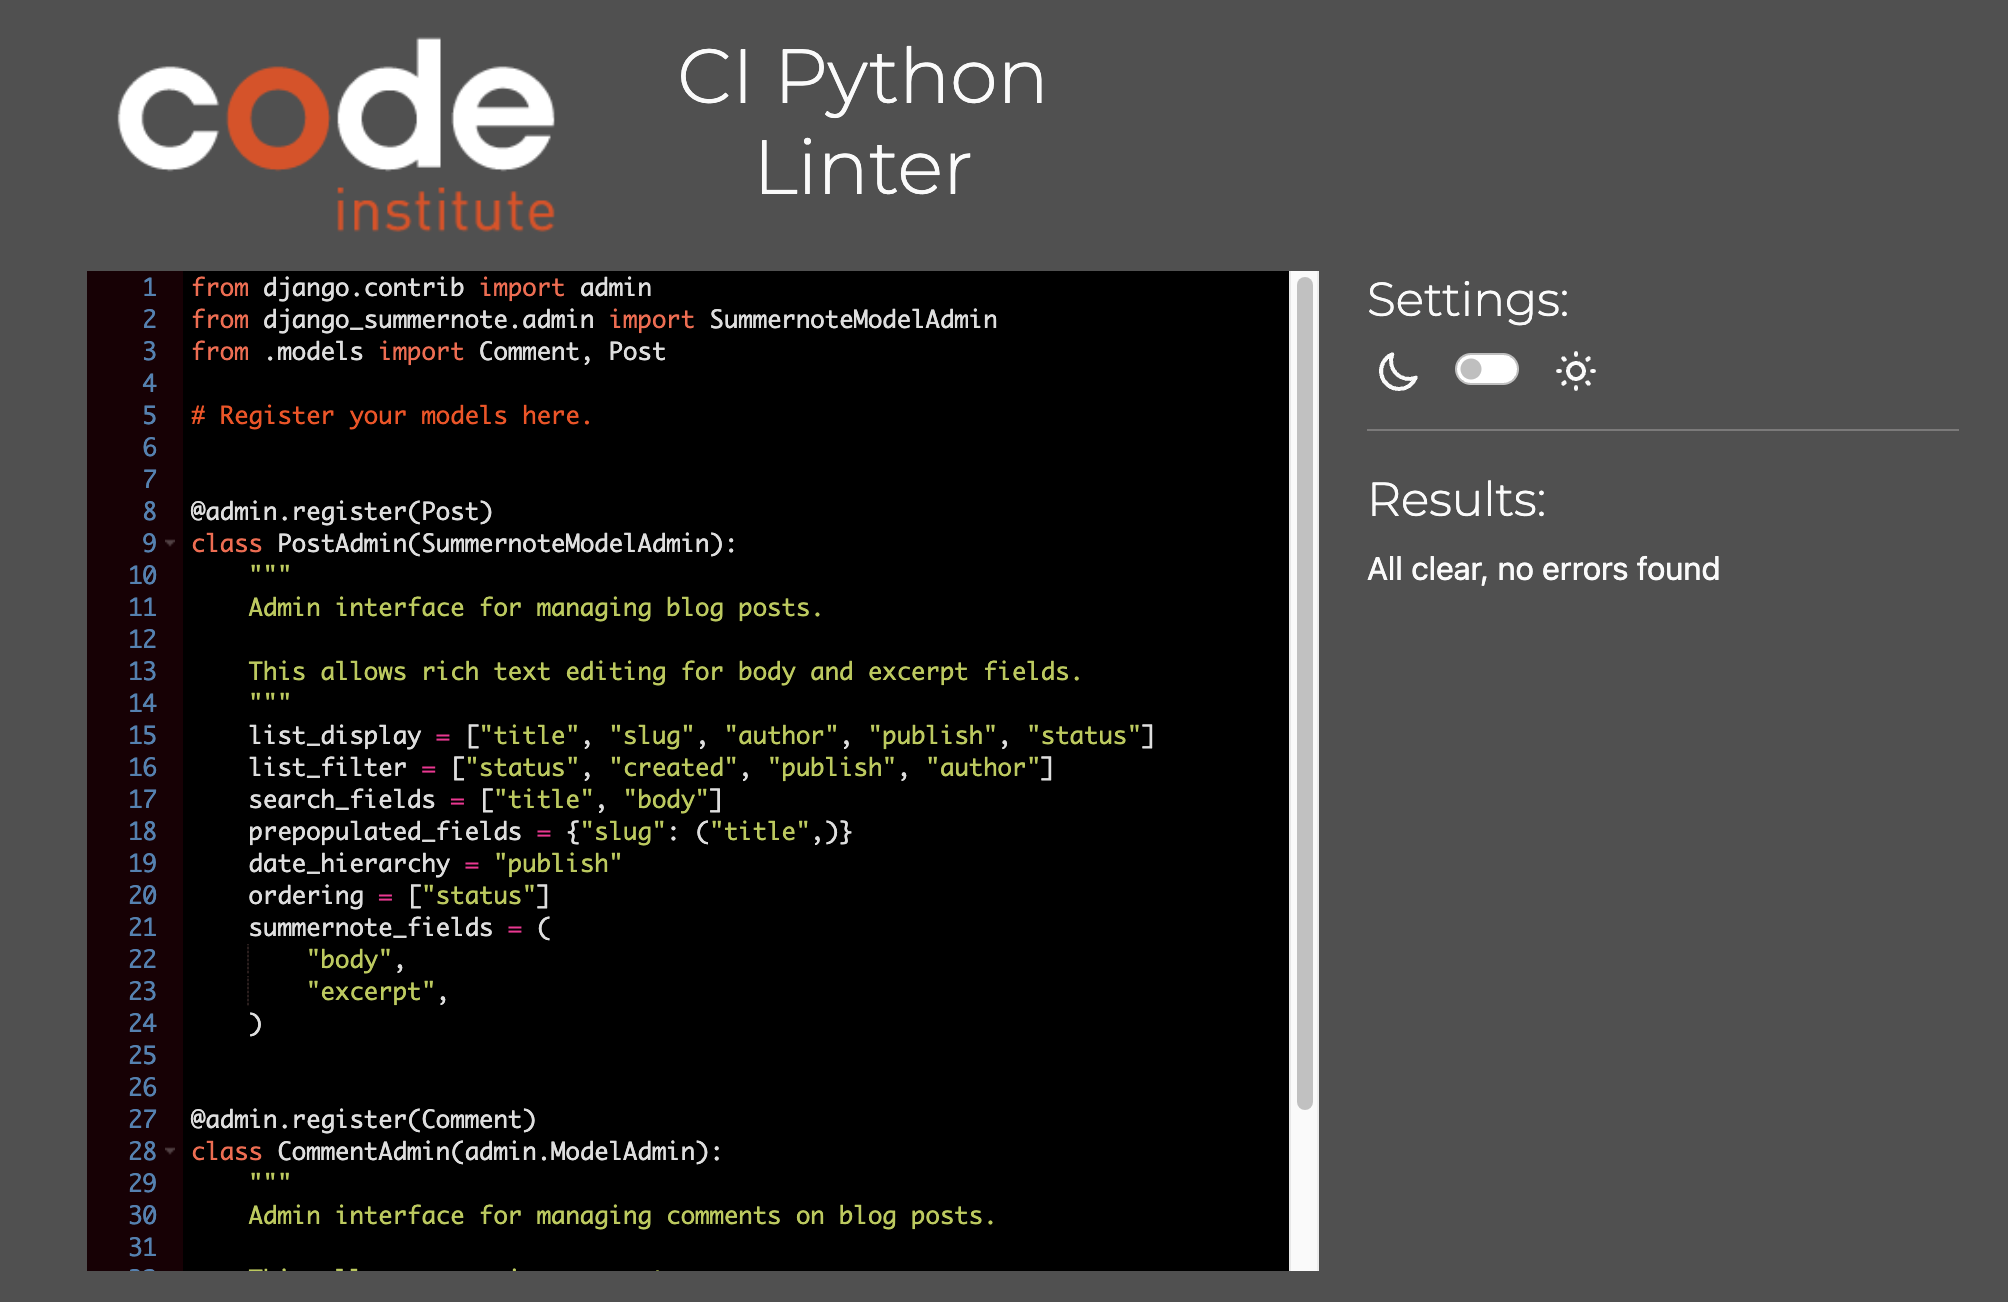 code
institute
CI Python
Linter
1 from django.contrib import admin
2 from django_summernote.admin import SummernoteModelAdmin
3 from .models import Comment, Post
4
5 # Register your models here.
6
7
8 @admin.register(Post)
9 class PostAdmin(SummernoteModelAdmin):
10     """
11     Admin interface for managing blog posts.
12
13     This allows rich text editing for body and excerpt fields.
14     """
15     list_display = ["title", "slug", "author", "publish", "status"]
16     list_filter = ["status", "created", "publish", "author"]
17     search_fields = ["title", "body"]
18     prepopulated_fields = {"slug": ("title",)}
19     date_hierarchy = "publish"
20     ordering = ["status"]
21     summernote_fields = (
22         "body",
23         "excerpt",
24     )
25
26
27 @admin.register(Comment)
28 class CommentAdmin(admin.ModelAdmin):
29     """
30     Admin interface for managing comments on blog posts.
31
Settings:
Results:
All clear, no errors found